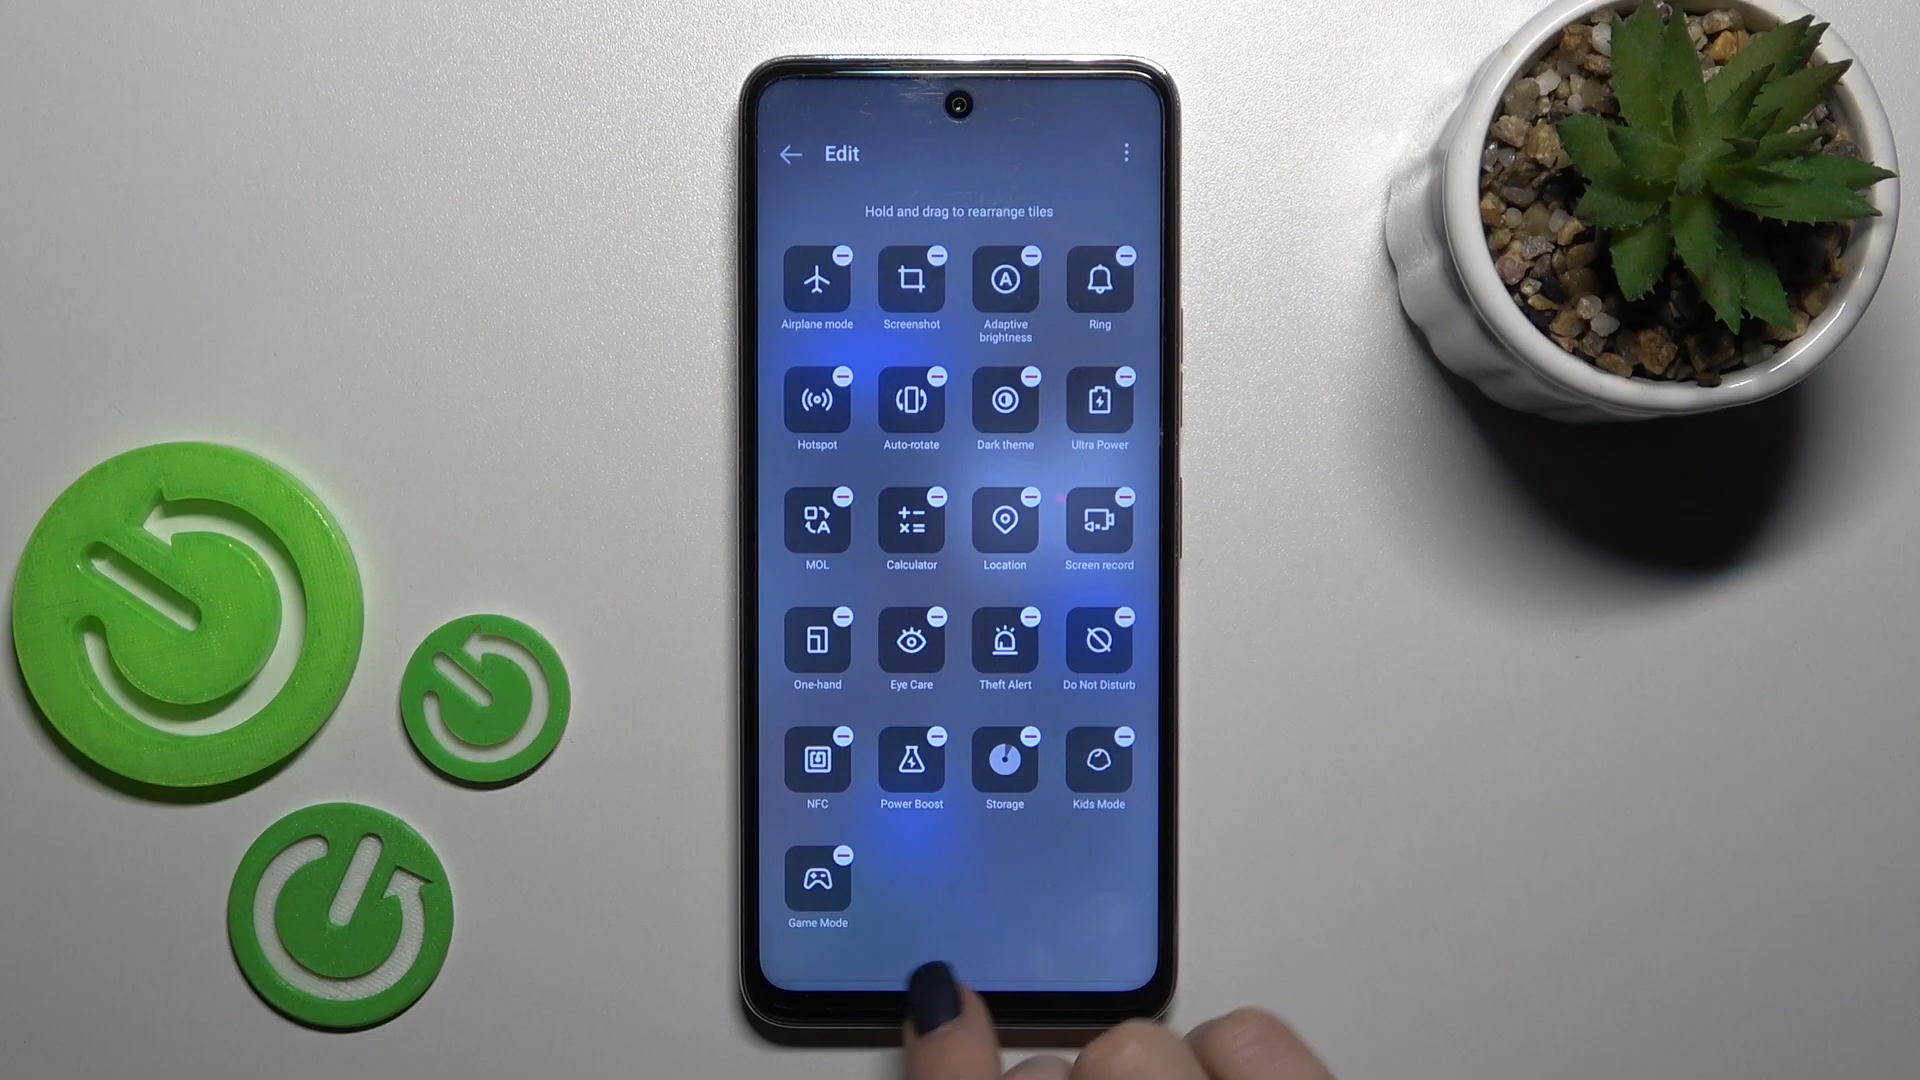 Edit
Hold and drag to rearrange tiles
Airplane mode
Screenshot
Adaptive
brightness
Ring
Hotspot
Auto-rotate
Dark theme
Ultra Power
MOL
Calculator
Location
Screen record
One-hand
Eye Care
Theft Alert
Do Not Disturb
NFC
Power Boost
Storage
Kids Mode
Game Mode